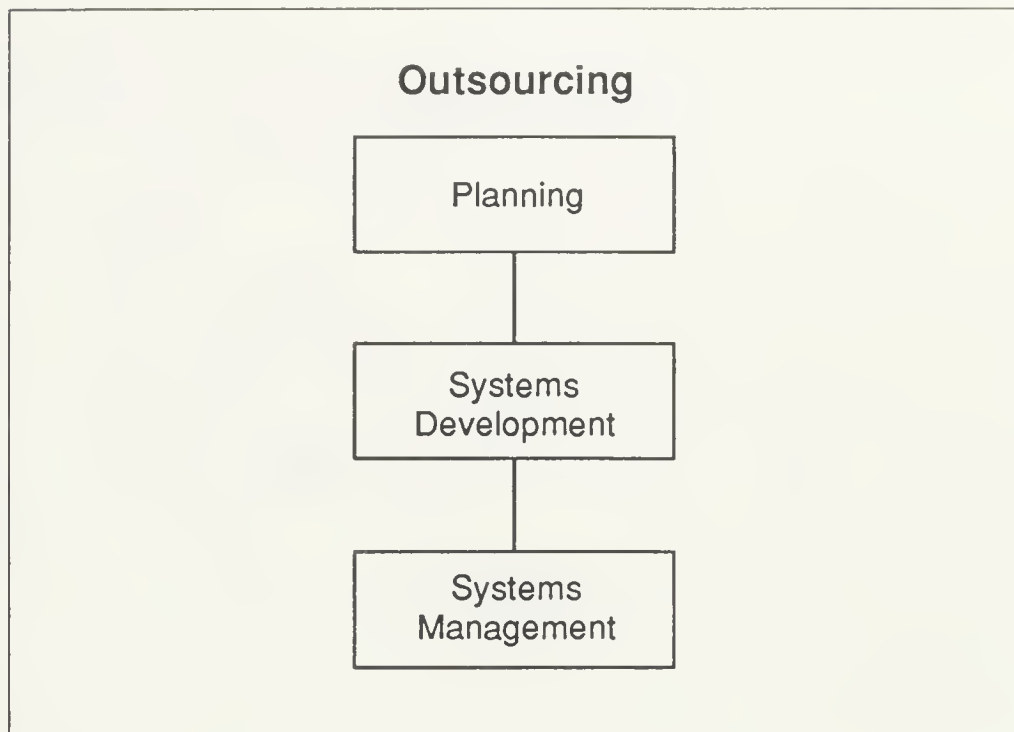 Outsourcing
Planning
Systems
Development
Systems
Management